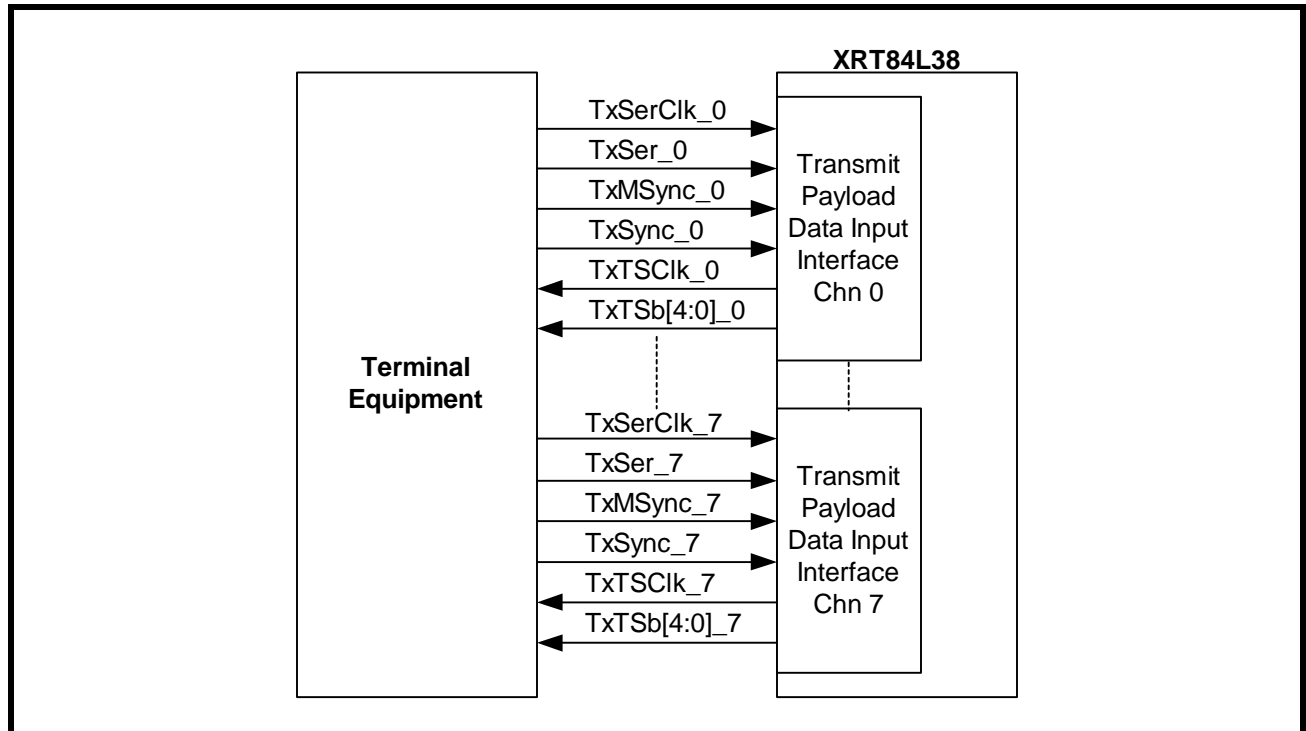 XRT84L38
TxSerClk_0
TxSer_0
TxMSync_0
TxSync_0
TxTSClk_0
TxTSb[4:0]_0
Transmit
Payload
Data Input
Interface
Chn 0
Terminal
Equipment
TxSerClk_7
TxSer_7
TxMSync_7
TxSync_7
TxTSClk_7
TxTSb[4:0]_7
Transmit
Payload
Data Input
Interface
Chn 7